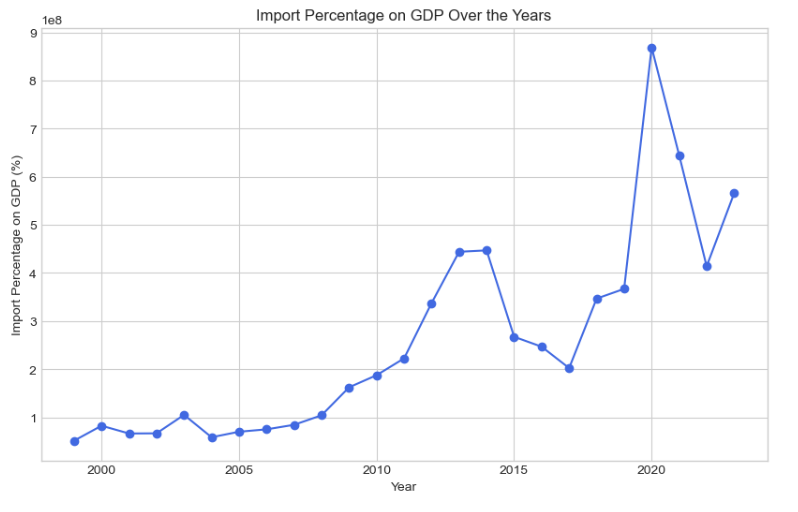 Import Percentage on GDP Over the Years
1e8
9
8
7
6
5
4
3
2
1
Import Percentage on GDP (%)
2000 2005 2010 2015 2020
Year